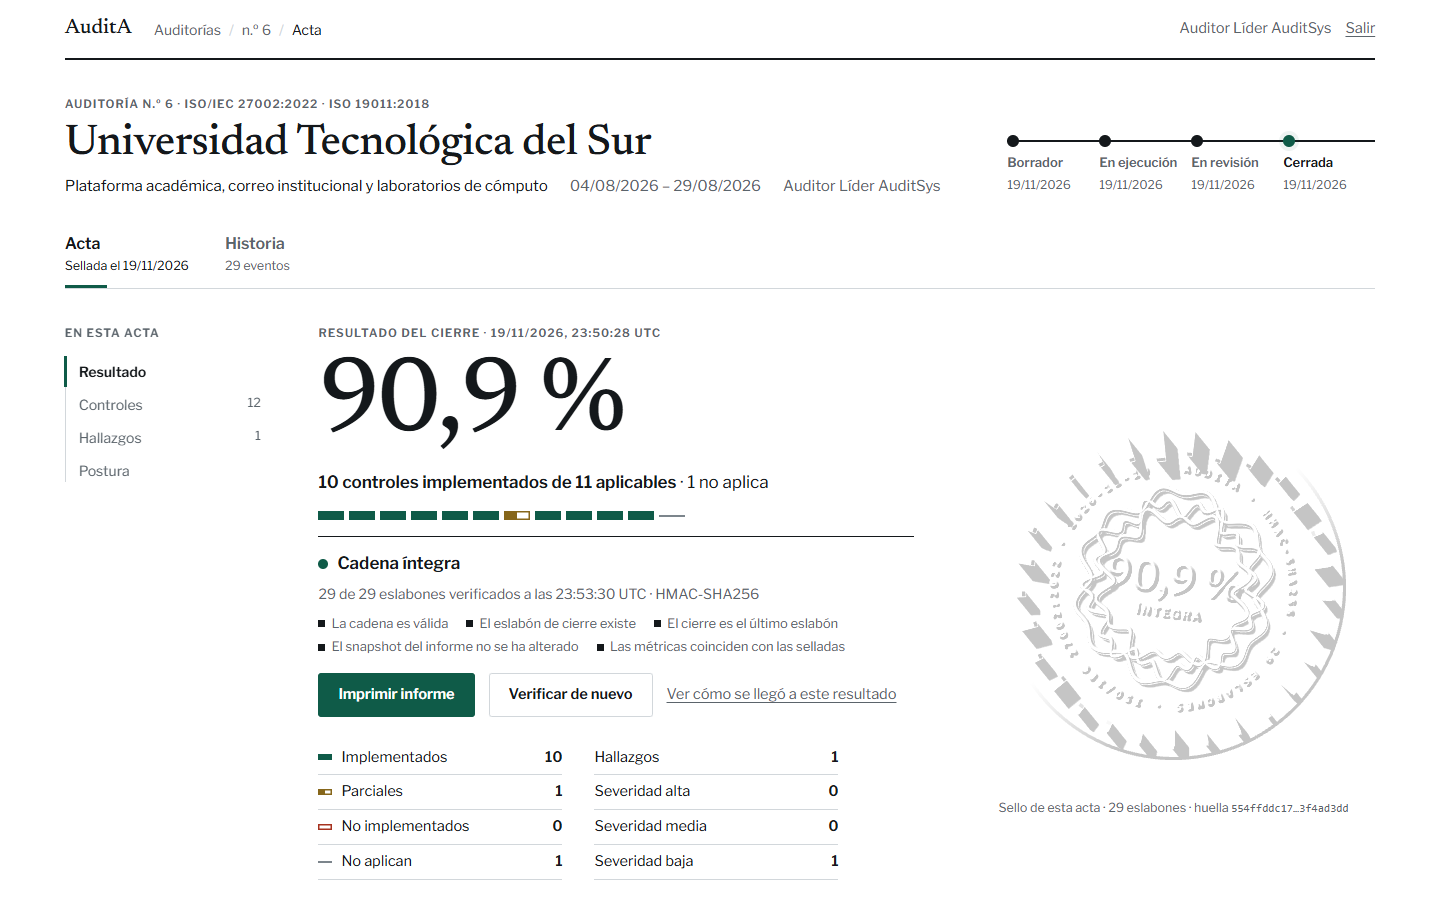 AuditA Auditorías / n.º 6 / Acta Auditor Líder AuditSys Salir
AUDITORÍA N.º 6 · ISO/IEC 27002:2022 · ISO 19011:2018
Universidad Tecnológica del Sur
Plataforma académica, correo institucional y laboratorios de cómputo 04/08/2026 – 29/08/2026 Auditor Líder AuditSys
Borrador En ejecución En revisión Cerrada
19/11/2026 19/11/2026 19/11/2026 19/11/2026
Acta Historia
Sellada el 19/11/2026 29 eventos
EN ESTA ACTA
Resultado
Controles 12
Hallazgos 1
Postura
RESULTADO DEL CIERRE · 19/11/2026, 23:50:28 UTC
90,9 %
10 controles implementados de 11 aplicables · 1 no aplica
Cadena íntegra
29 de 29 eslabones verificados a las 23:53:30 UTC · HMAC-SHA256
La cadena es válida El eslabón de cierre existe El cierre es el último eslabón
El snapshot del informe no se ha alterado Las métricas coinciden con las selladas
Imprimir informe Verificar de nuevo Ver cómo se llegó a este resultado
Implementados 10 Hallazgos 1
Parciales 1 Severidad alta 0
No implementados 0 Severidad media 0
No aplican 1 Severidad baja 1
90,9 %
ÍNTEGRA
Sello de esta acta · 29 eslabones · huella 554ffddc17…3f4ad3dd